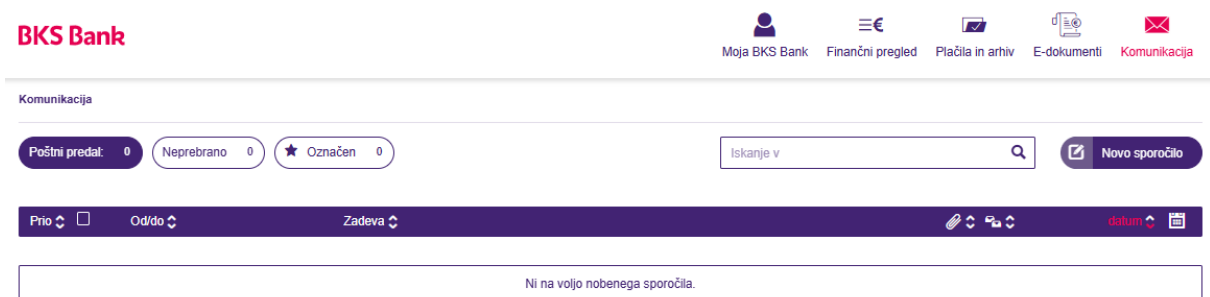 BKS Bank
Moja BKS Bank Finančni pregled Plačila in arhiv E-dokumenti Komunikacija
Komunikacija
Poštni predal: 0 Neprebrano 0 Označen 0 Iskanje v Novo sporočilo
Prio Od/do Zadeva datum
Ni na voljo nobenega sporočila.